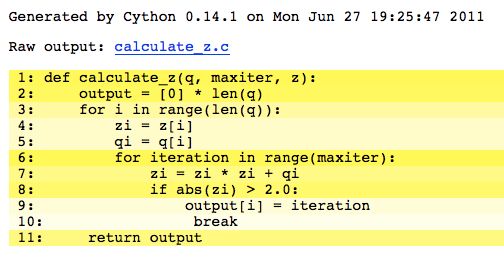 Generated by Cython 0.14.1 on Mon Jun 27 19:25:47 2011
Raw output: calculate_z.c
1: def calculate_z(q, maxiter, z):
2:     output = [0] * len(q)
3:     for i in range(len(q)):
4:         zi = z[i]
5:         qi = q[i]
6:         for iteration in range(maxiter):
7:             zi = zi * zi + qi
8:             if abs(zi) > 2.0:
9:                 output[i] = iteration
10:                 break
11:     return output